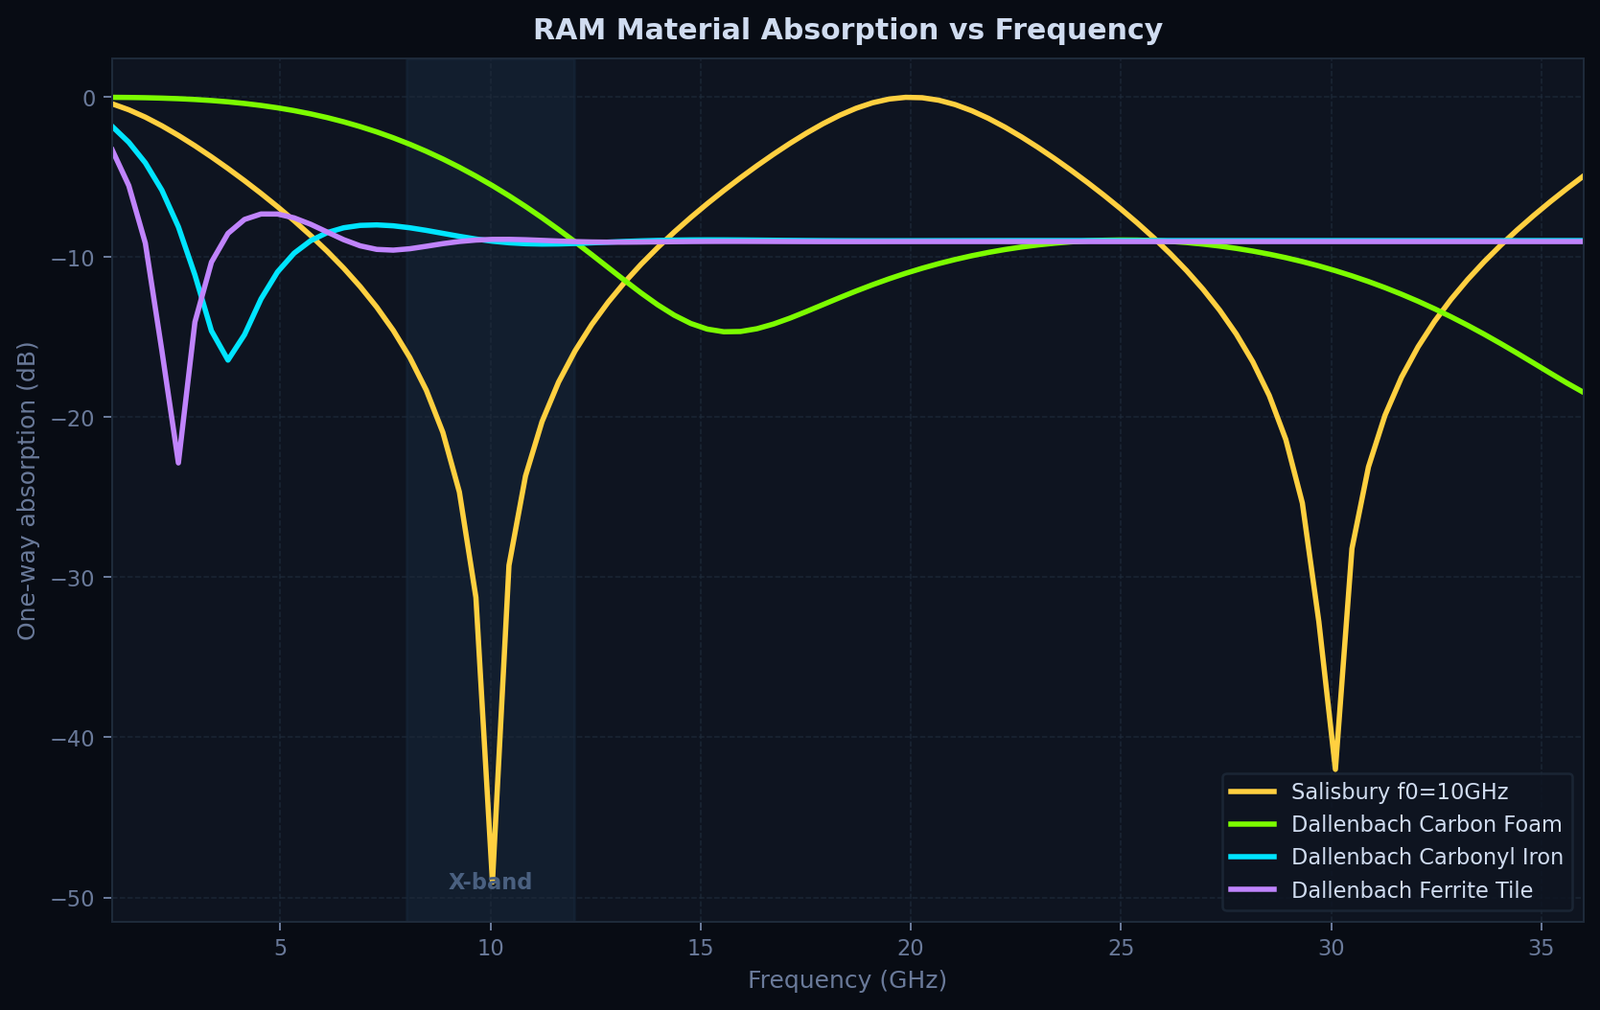 RAM Material Absorption vs Frequency
One-way absorption (dB)
0
−10
−20
−30
−40
−50
X-band
Salisbury f0=10GHz
Dallenbach Carbon Foam
Dallenbach Carbonyl Iron
Dallenbach Ferrite Tile
5 10 15 20 25 30 35
Frequency (GHz)